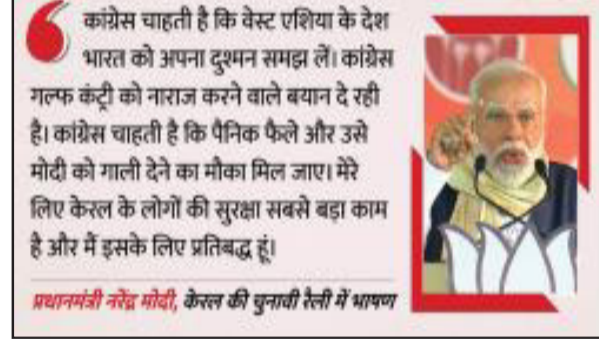 कांग्रेस चाहती है कि वेस्ट एशिया के देश
भारत को अपना दुश्मन समझ लें। कांग्रेस
गल्फ कंट्री को नाराज करने वाले बयान दे रही
है। कांग्रेस चाहती है कि पैनिक फैले और उसे
मोदी को गाली देने का मौका मिल जाए। मेरे
लिए केरल के लोगों की सुरक्षा सबसे बड़ा काम
है और मैं इसके लिए प्रतिबद्ध हूं।
प्रधानमंत्री नरेंद्र मोदी, केरल की चुनावी रैली में भाषण